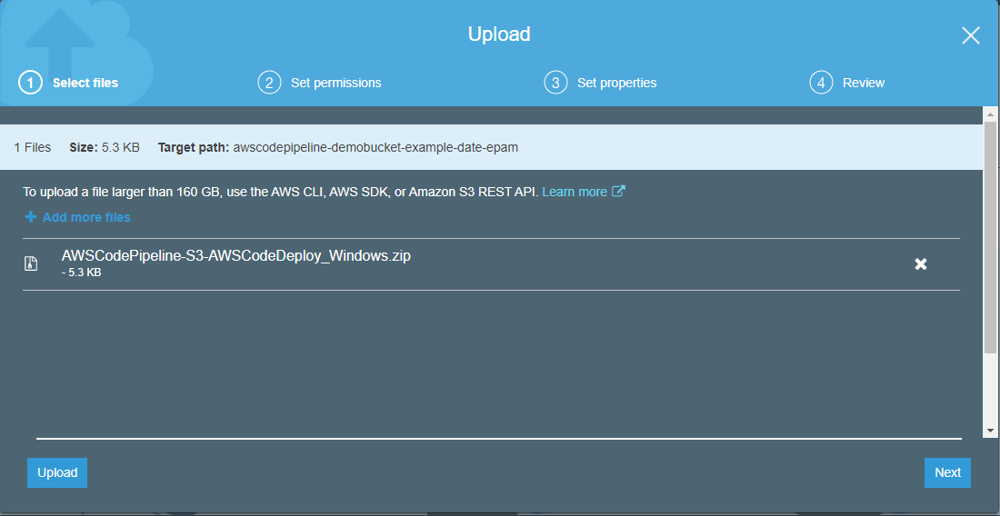 Upload
1 Select files
2 Set permissions
3 Set properties
4 Review
1 Files Size: 5.3 KB Target path: awscodepipeline-demobucket-example-date-epam
To upload a file larger than 160 GB, use the AWS CLI, AWS SDK, or Amazon S3 REST API. Learn more
Add more files
AWSCodePipeline-S3-AWSCodeDeploy_Windows.zip
- 5.3 KB
Upload
Next